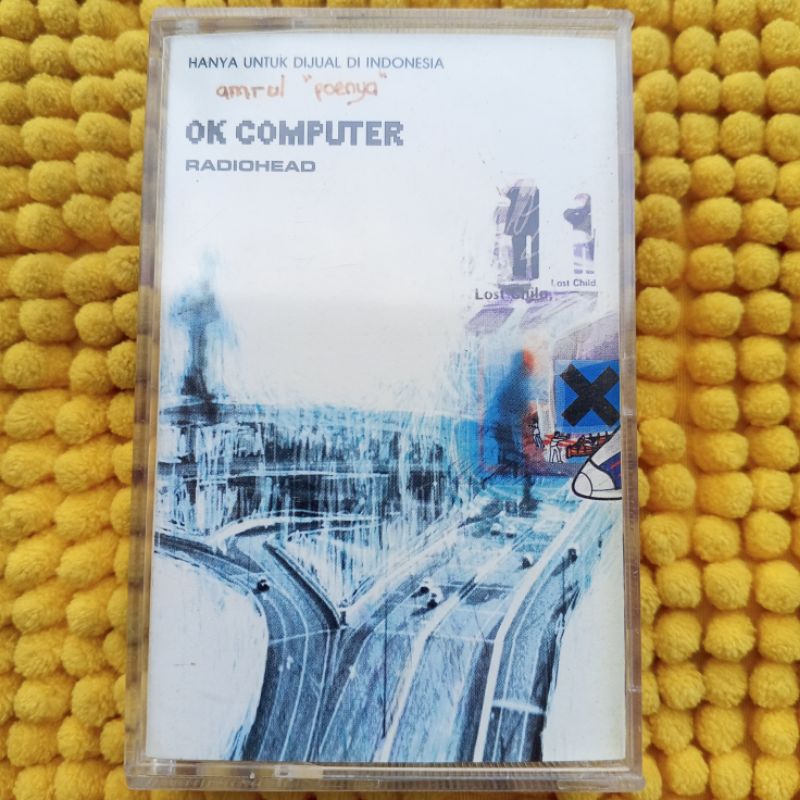 HANYA UNTUK DIJUAL DI INDONESIA
amrul "poenya"
OK COMPUTER
RADIOHEAD
Lost Child
Lost Child